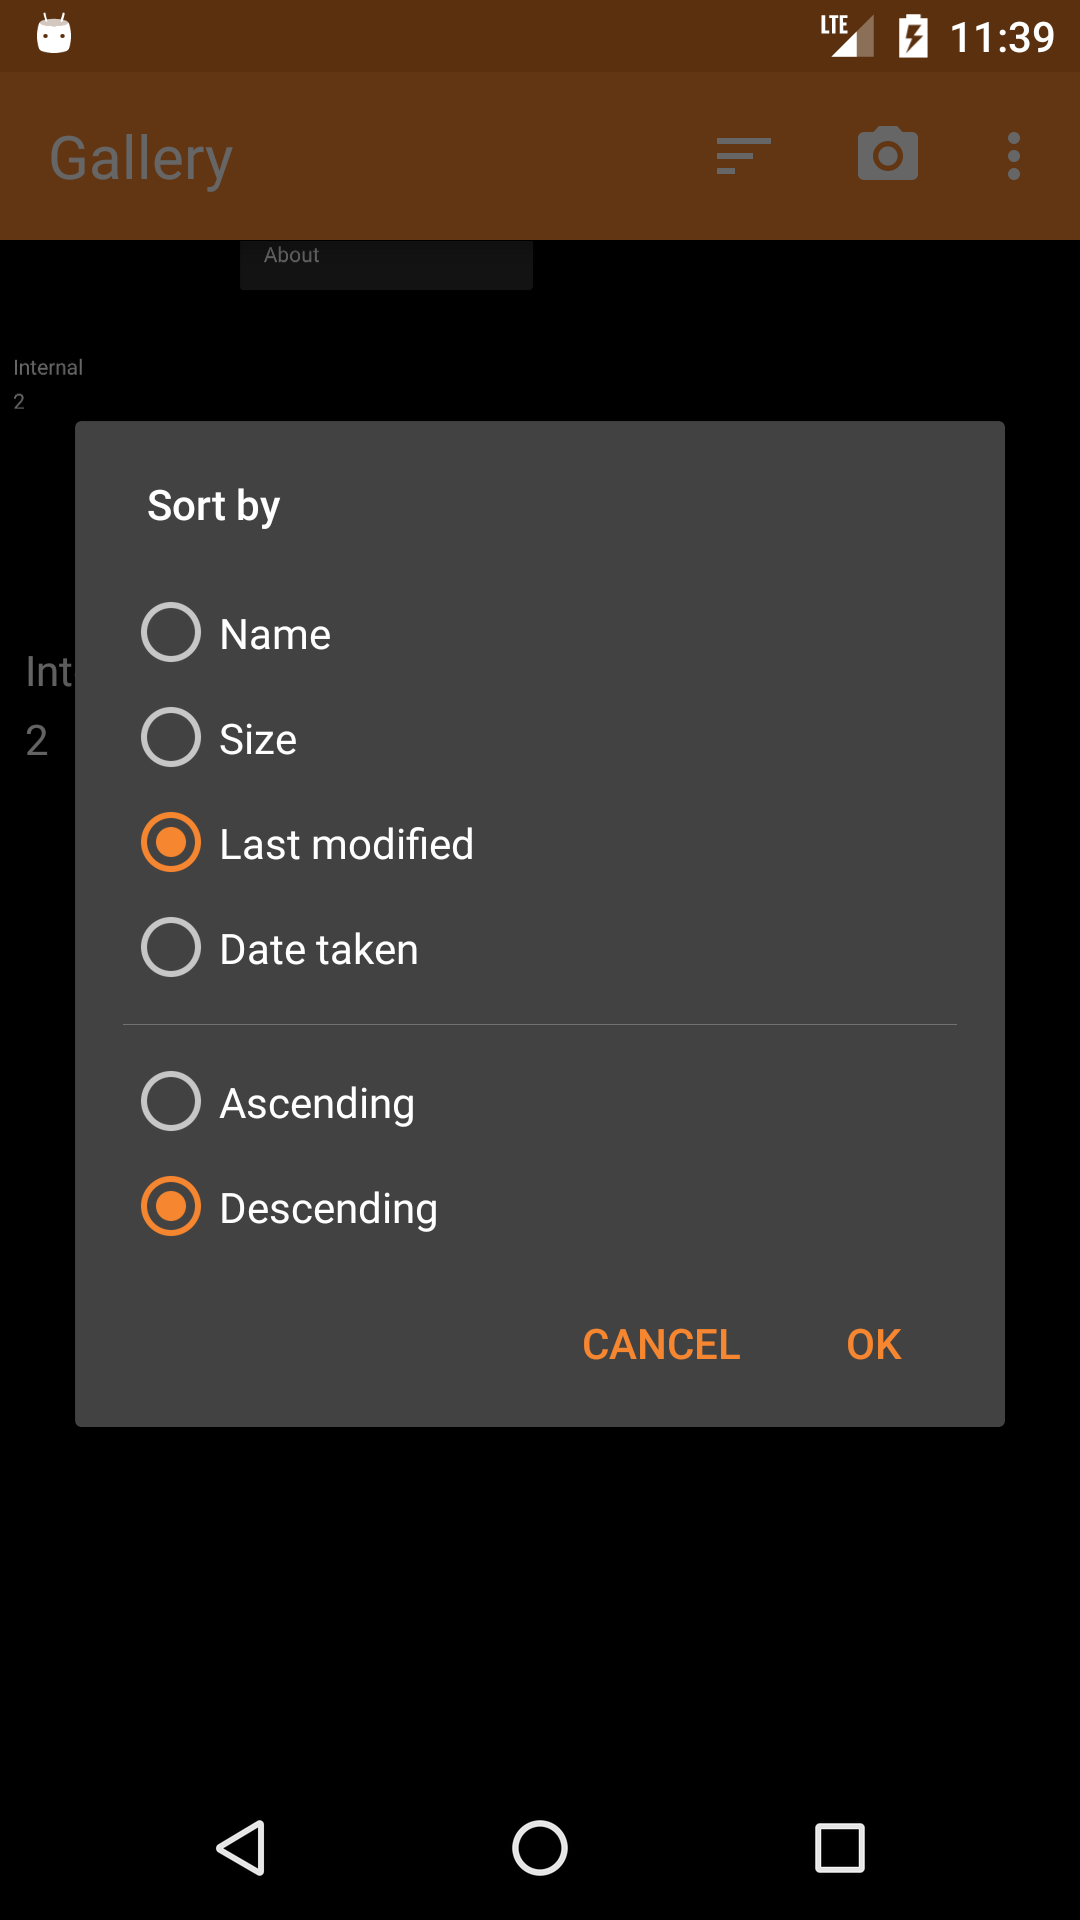 LTE 11:39
Gallery
About
Internal
2
Sort by
Name
Int
Size
2
Last modified
Date taken
Ascending
Descending
CANCEL OK